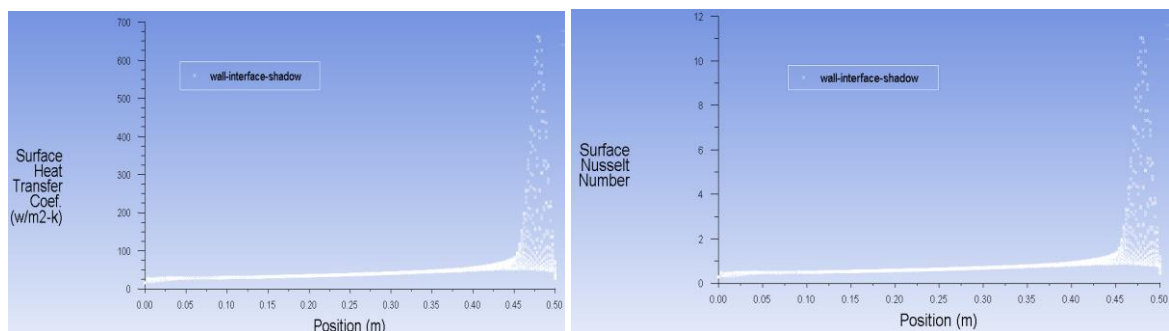 700
600
500
400
300
200
100
0
Surface
Heat
Transfer
Coef.
(w/m2-k)
wall-interface-shadow
0.00 0.05 0.10 0.15 0.20 0.25 0.30 0.35 0.40 0.45 0.50
Position (m)
12
10
8
6
4
2
0
Surface
Nusselt
Number
wall-interface-shadow
0.00 0.05 0.10 0.15 0.20 0.25 0.30 0.35 0.40 0.45 0.50
Position (m)